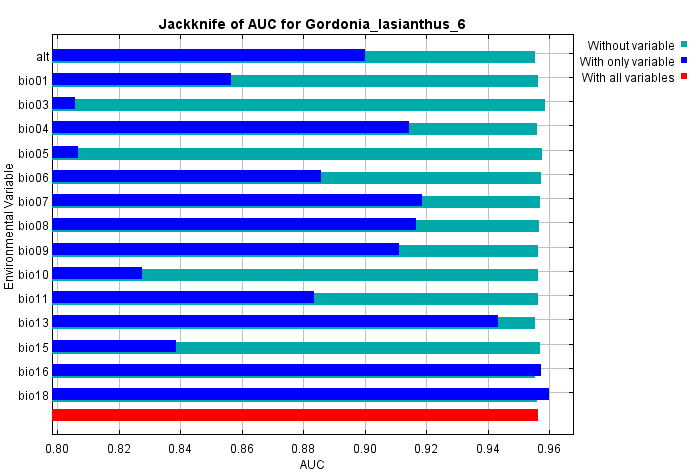 Jackknife of AUC for Gordonia_lasianthus_6
Without variable
With only variable
With all variables
Environmental Variable
alt
bio01
bio03
bio04
bio05
bio06
bio07
bio08
bio09
bio10
bio11
bio13
bio15
bio16
bio18
0.80 0.82 0.84 0.86 0.88 0.90 0.92 0.94 0.96
AUC